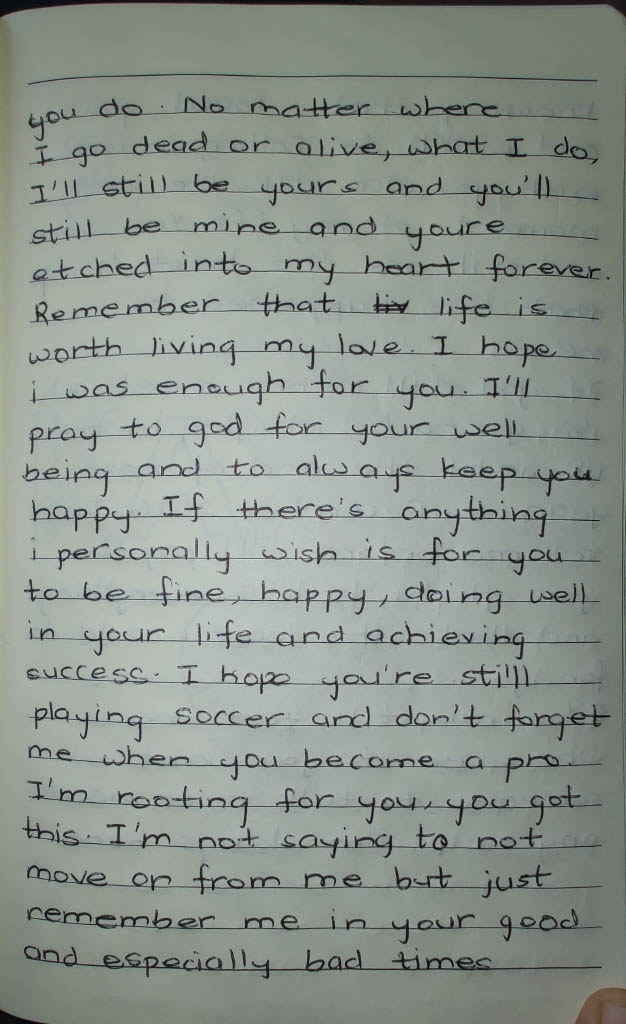 you do. No matter where
I go dead or alive, what I do,
I'll still be yours and you'll
still be mine and youre
etched into my heart forever.
Remember that liv life is
worth living my love. I hope
i was enough for you. I'll
pray to god for your well
being and to always keep you
happy. If there's anything
i personally wish is for you
to be fine, happy, doing well
in your life and achieving
success. I hope you're still
playing soccer and don't forget
me when you become a pro.
I'm rooting for you, you got
this. I'm not saying to not
move on from me but just
remember me in your good
and especially bad times